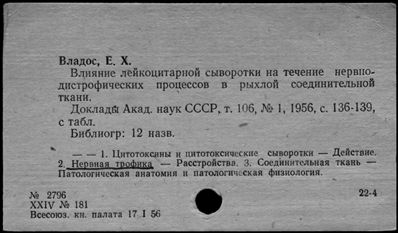 Владос, Е. Х.
Влияние лейкоцитарной сыворотки на течение нервно-
дистрофических процессов в рыхлой соединительной
ткани.
Доклады Акад. наук СССР, т. 106, № 1, 1956, с. 136-139,
с табл.
Библиогр: 12 назв.
— — 1. Цитотоксины и цитотоксические сыворотки — Действие.
2. Нервная трофика — Расстройства. 3. Соединительная ткань —
Патологическая анатомия и патологическая физиология.
№ 2796 22-4
XXIV № 181
Всесоюз. кн. палата 17 I 56